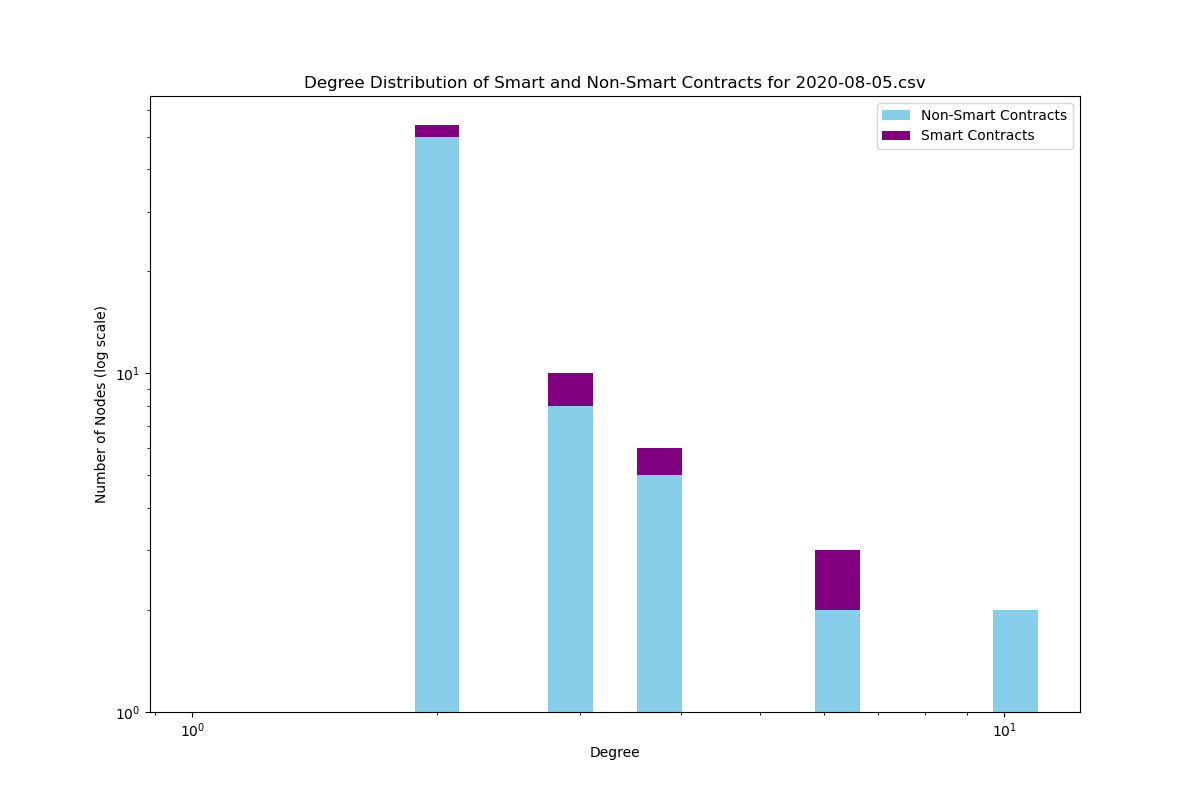 Degree Distribution of Smart and Non-Smart Contracts for 2020-08-05.csv
Non-Smart Contracts
Smart Contracts
Number of Nodes (log scale)
10¹
10⁰
10⁰
10¹
Degree